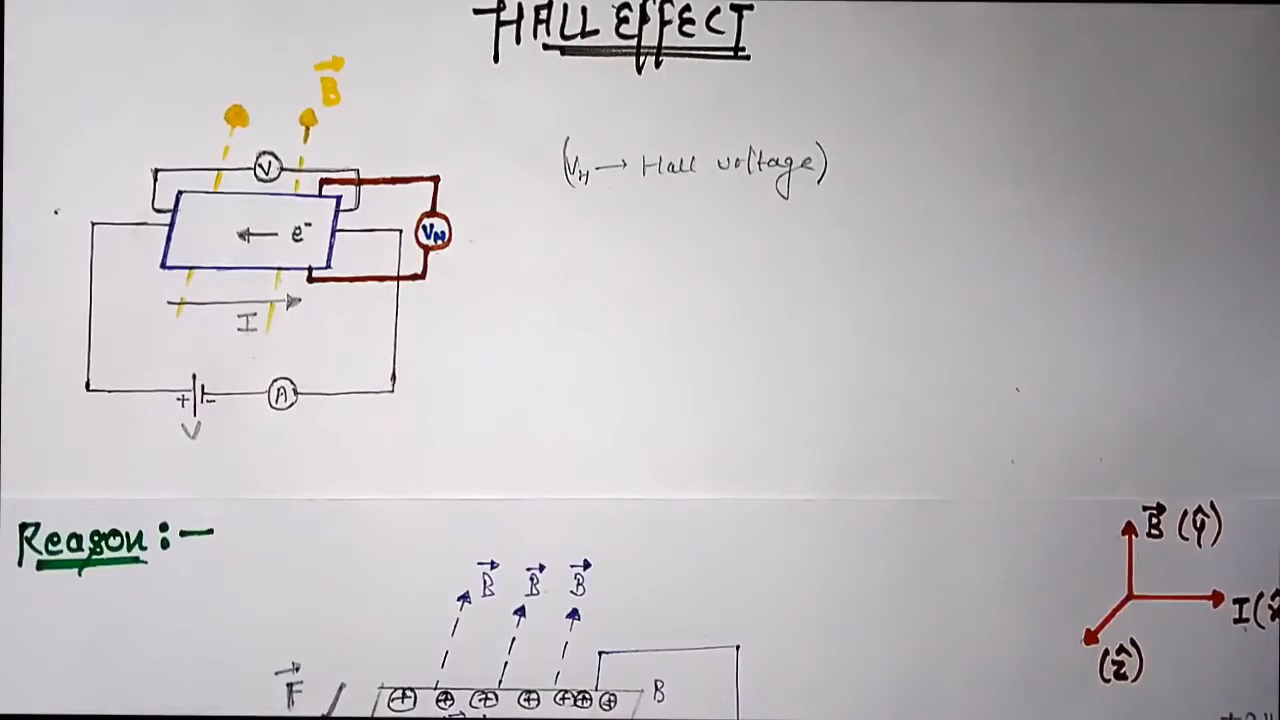 HALL EFFECT
B
(V_H → Hall voltage)
V
V_H
← e⁻
I
+ -
A
V
Reason :-
B (ŷ)
B B B
I(x̂
(ẑ)
F
+ + + + + + + B